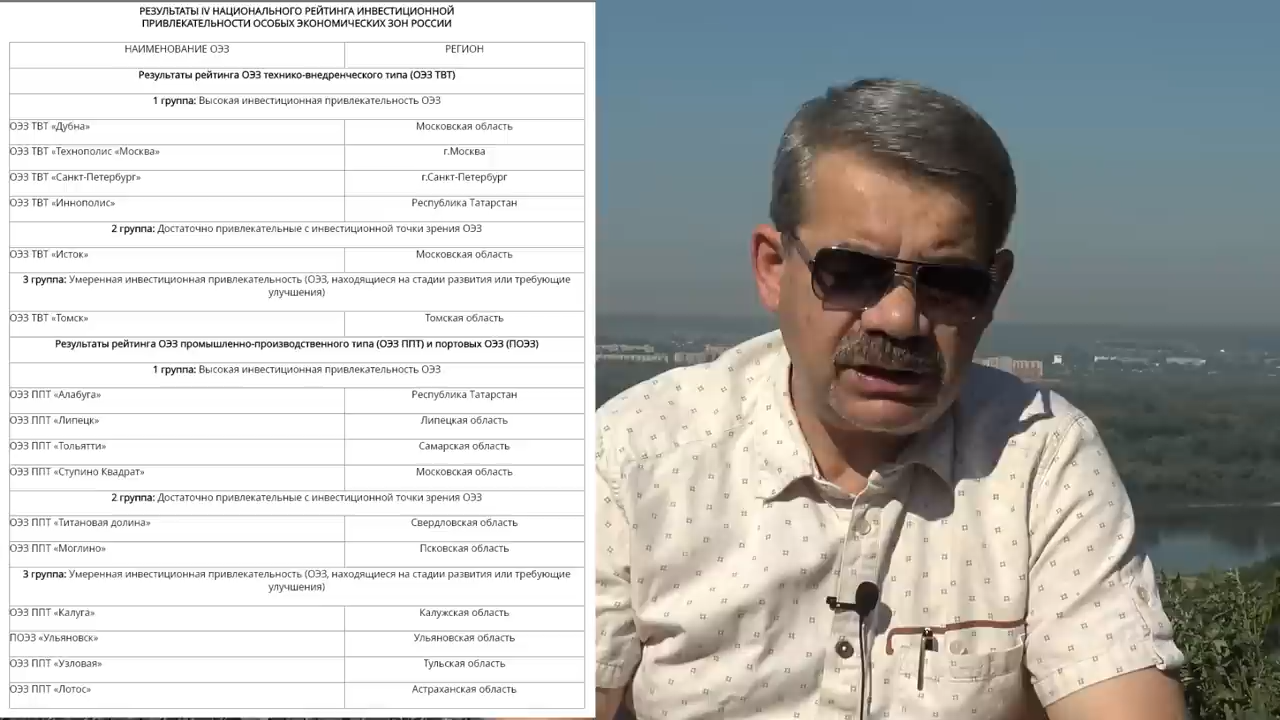 РЕЗУЛЬТАТЫ IV НАЦИОНАЛЬНОГО РЕЙТИНГА ИНВЕСТИЦИОННОЙ
ПРИВЛЕКАТЕЛЬНОСТИ ОСОБЫХ ЭКОНОМИЧЕСКИХ ЗОН РОССИИ
НАИМЕНОВАНИЕ ОЭЗ РЕГИОН
Результаты рейтинга ОЭЗ технико-внедренческого типа (ОЭЗ ТВТ)
1 группа: Высокая инвестиционная привлекательность ОЭЗ
ОЭЗ ТВТ «Дубна» Московская область
ОЭЗ ТВТ «Технополис «Москва» г.Москва
ОЭЗ ТВТ «Санкт-Петербург» г.Санкт-Петербург
ОЭЗ ТВТ «Иннополис» Республика Татарстан
2 группа: Достаточно привлекательные с инвестиционной точки зрения ОЭЗ
ОЭЗ ТВТ «Исток» Московская область
3 группа: Умеренная инвестиционная привлекательность (ОЭЗ, находящиеся на стадии развития или требующие
улучшения)
ОЭЗ ТВТ «Томск» Томская область
Результаты рейтинга ОЭЗ промышленно-производственного типа (ОЭЗ ППТ) и портовых ОЭЗ (ПОЭЗ)
1 группа: Высокая инвестиционная привлекательность ОЭЗ
ОЭЗ ППТ «Алабуга» Республика Татарстан
ОЭЗ ППТ «Липецк» Липецкая область
ОЭЗ ППТ «Тольятти» Самарская область
ОЭЗ ППТ «Ступино Квадрат» Московская область
2 группа: Достаточно привлекательные с инвестиционной точки зрения ОЭЗ
ОЭЗ ППТ «Титановая долина» Свердловская область
ОЭЗ ППТ «Моглино» Псковская область
3 группа: Умеренная инвестиционная привлекательность (ОЭЗ, находящиеся на стадии развития или требующие
улучшения)
ОЭЗ ППТ «Калуга» Калужская область
ПОЭЗ «Ульяновск» Ульяновская область
ОЭЗ ППТ «Узловая» Тульская область
ОЭЗ ППТ «Лотос» Астраханская область